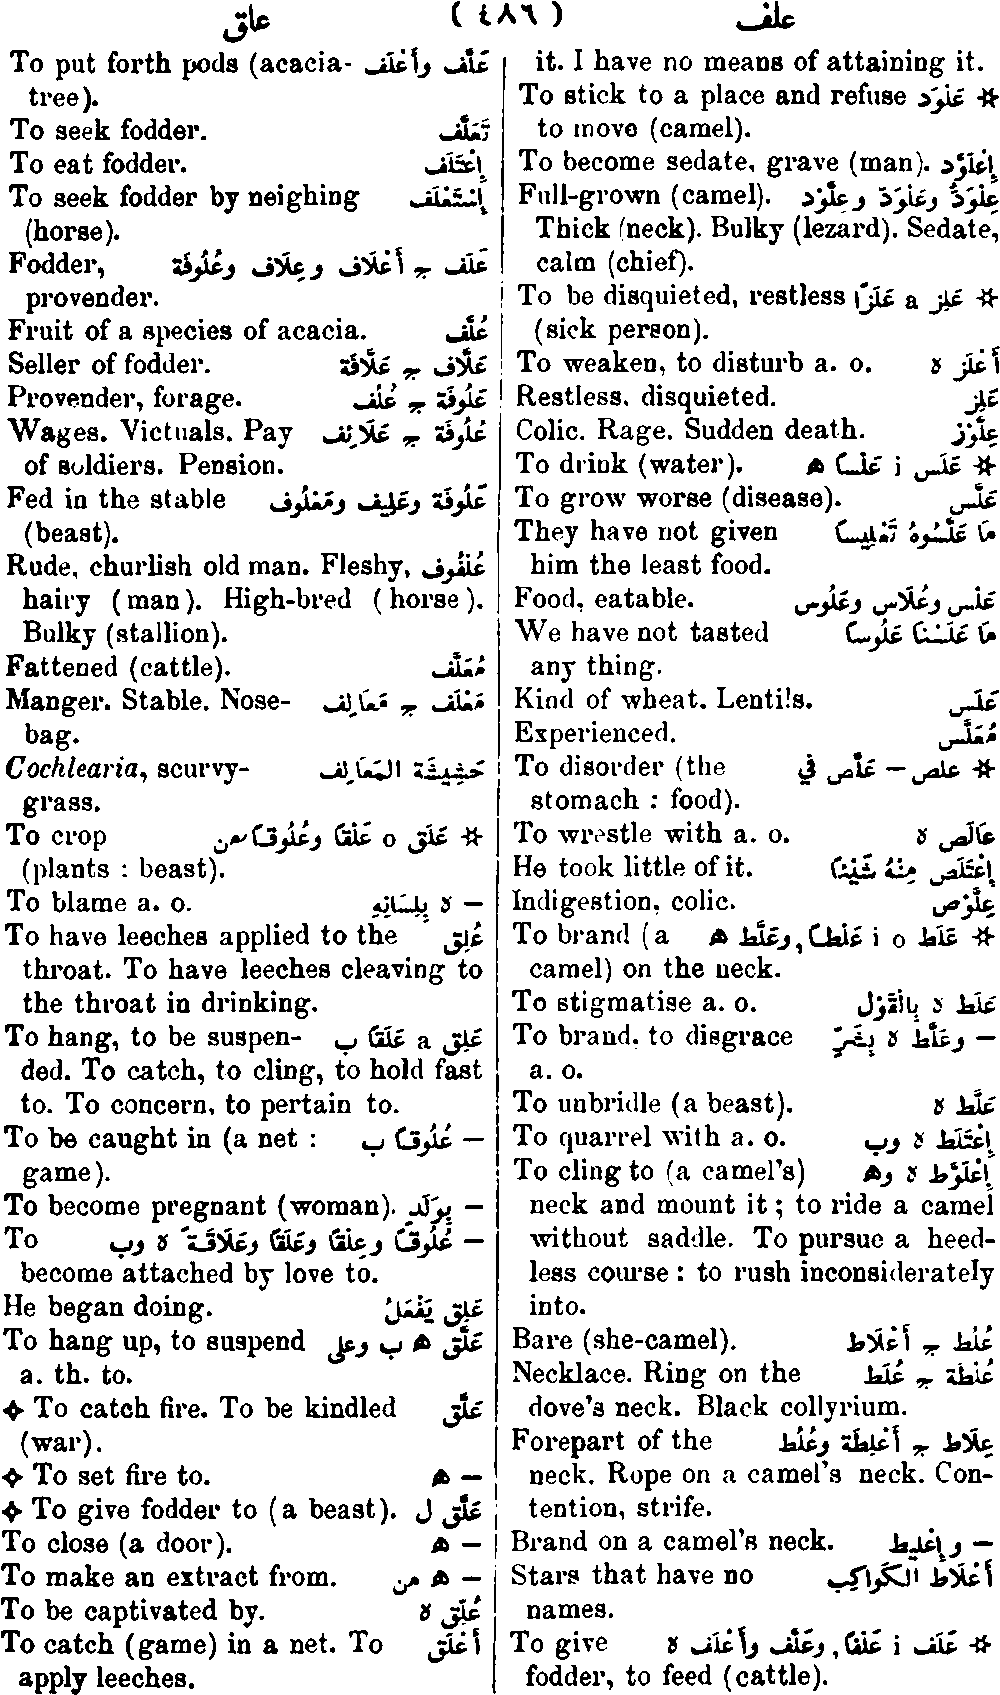 علق ( ٤٨٦ ) علف
it. I have no means of attaining it.
To stick to a place and refuse ✲ عَلْوَد
to move (camel).
To become sedate, grave (man). إِعْلَوَّد
Full-grown (camel). عِلْوَدّ وعَلْوَدّ وعِلَّوْد
Thick (neck). Bulky (lezard). Sedate,
calm (chief).
To be disquieted, restless ✲ عَلِز a عَلَزًا
(sick person).
To weaken, to disturb a. o. أَعْلَز ه
Restless, disquieted. عَلِز
Colic. Rage. Sudden death. عِلَّوْز
To drink (water). ✲ عَلَس i عَلْسًا ه
To grow worse (disease). عَلَّس
They have not given مَا عَلَّسُوهُ تَعْلِيسًا
him the least food.
Food, eatable. عَلْس وعُلَاس وعَلُوس
We have not tasted مَا عَلَسْنَا عَلُوسًا
any thing.
Kind of wheat. Lentils. عَلَس
Experienced. مُعَلَّس
To disorder (the ✲ علص – عَلَّص في
stomach : food).
To wrestle with a. o. عَالَص ه
He took little of it. إِعْتَلَص مِنْهُ شَيْئًا
Indigestion, colic. عِلَّوْص
To brand (a ✲ عَلَط i o عَلْطًا, وعَلَّط ه
camel) on the neck.
To stigmatise a. o. عَلَط ه بِالْقَوْل
To brand, to disgrace – وعَلَّط ه بِشَرّ
a. o.
To unbridle (a beast). عَلَّط ه
To quarrel with a. o. إِعْتَلَط ه وب
To cling to (a camel's) إِعْلَوَّط ه وه
neck and mount it ; to ride a camel
without saddle. To pursue a heed-
less course : to rush inconsiderately
into.
Bare (she-camel). عُلُط ج أَعْلَاط
Necklace. Ring on the عُلْطَة ج عُلَط
dove's neck. Black collyrium.
Forepart of the عِلَاط ج أَعْلِطَة وعُلُط
neck. Rope on a camel's neck. Con-
tention, strife.
Brand on a camel's neck. – وإِعْلِيط
Stars that have no أَعْلَاط الكَوَاكِب
names.
To give ✲ عَلَف i عَلْفًا, وعَلَّف وأَعْلَف ه
fodder, to feed (cattle).
To put forth pods (acacia- عَلَّف وأَعْلَف
tree).
To seek fodder. تَعَلَّف
To eat fodder. إِعْتَلَف
To seek fodder by neighing إِسْتَعْلَف
(horse).
Fodder, عَلَف ج أَعْلَاف وعِلَاف وعُلُوفَة
provender.
Fruit of a species of acacia. عُلَّف
Seller of fodder. عَلَّاف ج عَلَّافَة
Provender, forage. عَلُوفَة ج عُلُف
Wages. Victuals. Pay عُلُوفَة ج عَلَائِف
of soldiers. Pension.
Fed in the stable عَلُوفَة وعَلِيف ومَعْلُوف
(beast).
Rude, churlish old man. Fleshy, عُلْفُوف
hairy (man). High-bred (horse).
Bulky (stallion).
Fattened (cattle). مُعَلَّف
Manger. Stable. Nose- مَعْلَف ج مَعَالِف
bag.
Cochlearia, scurvy- حَشِيشَة المَعَالِف
grass.
To crop ✲ عَلَق o عَلْقًا وعُلُوقًا من
(plants : beast).
To blame a. o. – ه بِلِسَانِهِ
To have leeches applied to the عُلِق
throat. To have leeches cleaving to
the throat in drinking.
To hang, to be suspen- عَلِق a عَلَقًا ب
ded. To catch, to cling, to hold fast
to. To concern, to pertain to.
To be caught in (a net : – عُلُوقًا ب
game).
To become pregnant (woman). – بِوَلَد
To – عُلُوقًا وعِلْقًا وعَلَقًا وعَلَاقَةً ه وب
become attached by love to.
He began doing. عَلِق يَفْعَلُ
To hang up, to suspend عَلَّق ه ب وعلى
a. th. to.
✧ To catch fire. To be kindled عَلَّق
(war).
✧ To set fire to. – ه
✧ To give fodder to (a beast). عَلَّق ل
To close (a door). – ه
To make an extract from. – ه من
To be captivated by. عُلِّق ه
To catch (game) in a net. To أَعْلَق
apply leeches.